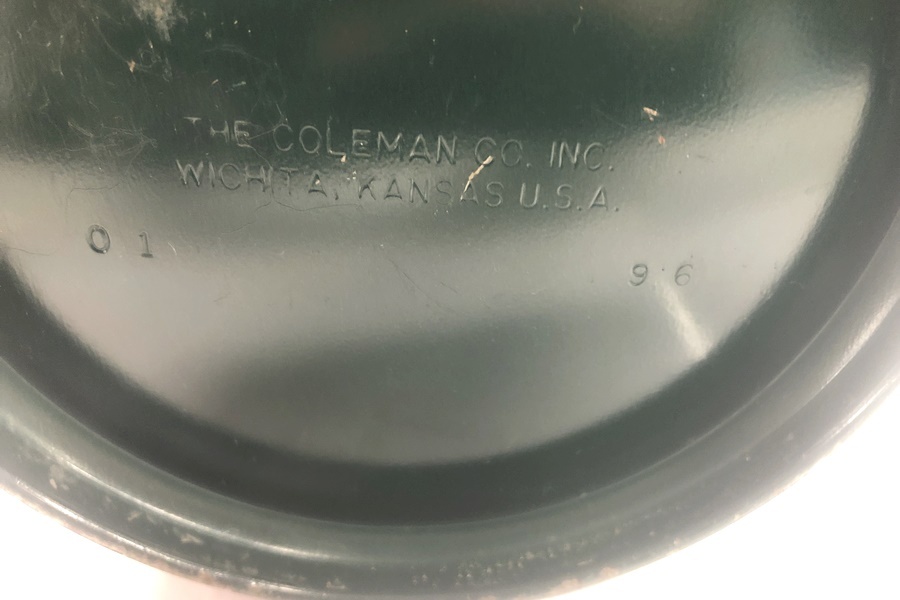 THE COLEMAN CO. INC.
WICHITA, KANSAS U.S.A.
01 96